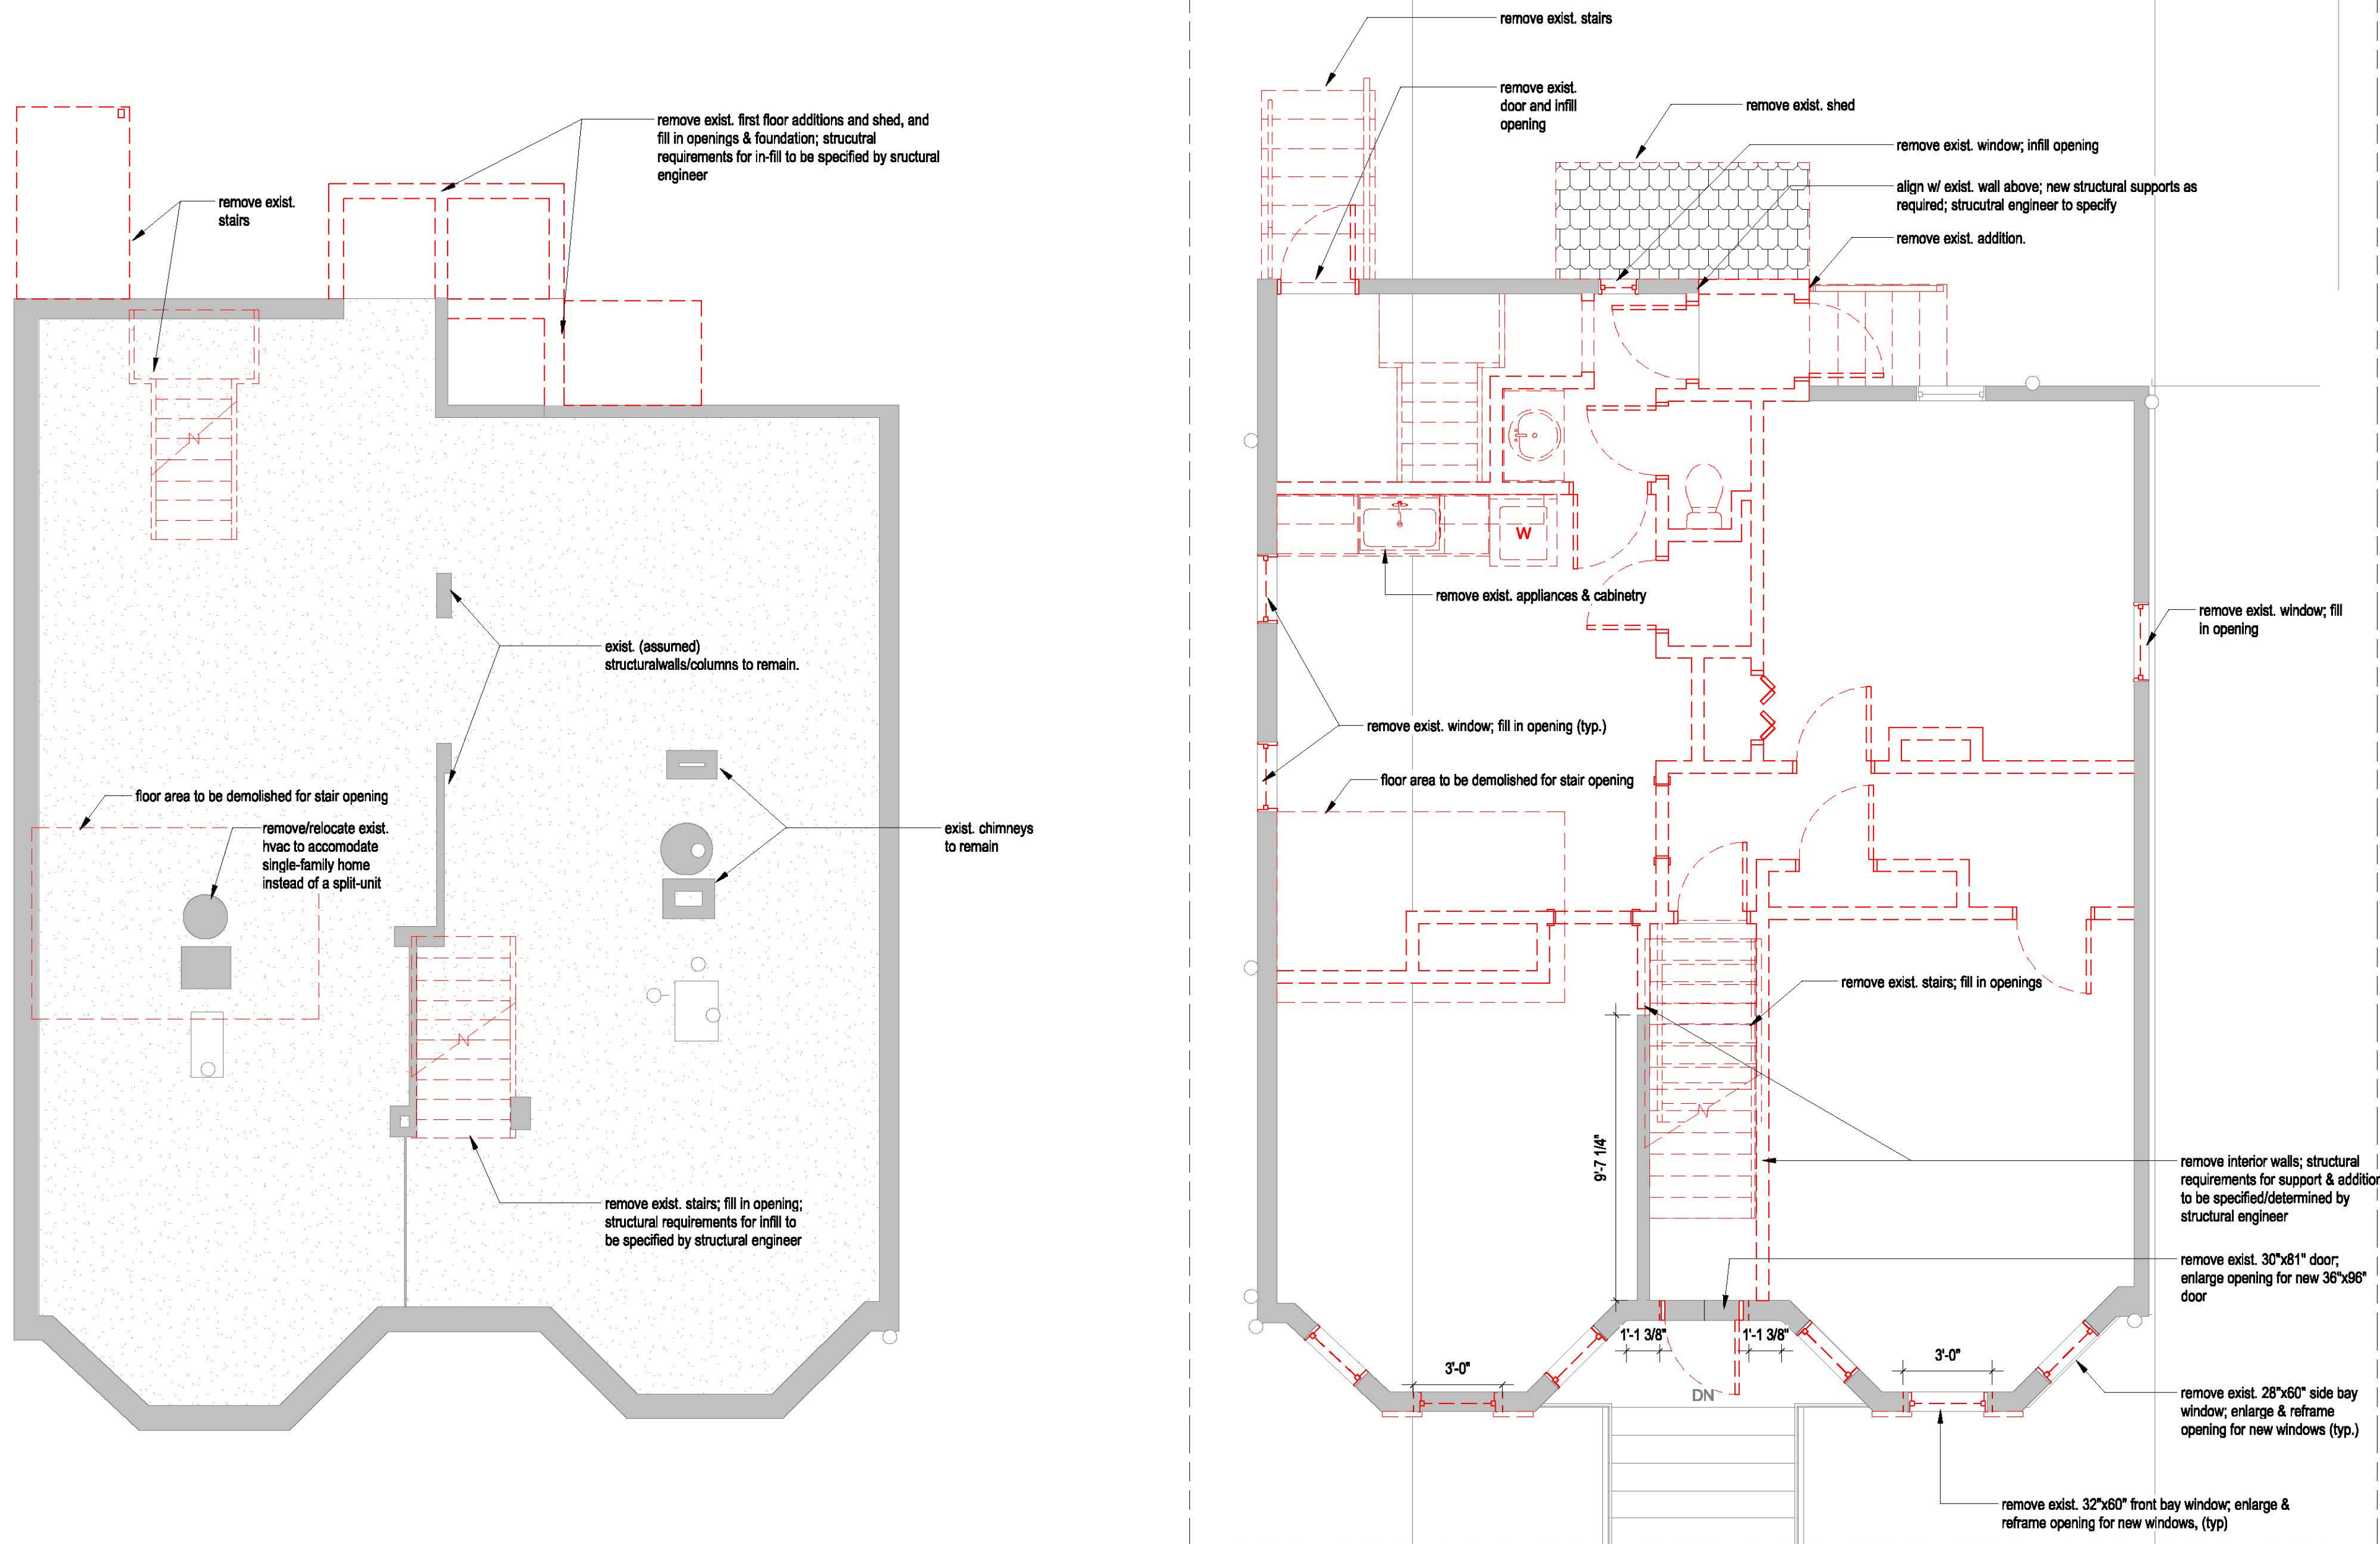 remove exist. first floor additions and shed, and
fill in openings & foundation; strucutral
requirements for in-fill to be specified by sructural
engineer
remove exist.
stairs
exist. (assumed)
structuralwalls/columns to remain.
floor area to be demolished for stair opening
remove/relocate exist.
hvac to accomodate
single-family home
instead of a split-unit
exist. chimneys
to remain
remove exist. stairs; fill in opening;
structural requirements for infill to
be specified by structural engineer
remove exist. stairs
remove exist.
door and infill
opening
remove exist. shed
remove exist. window; infill opening
align w/ exist. wall above; new structural supports as
required; strucutral engineer to specify
remove exist. addition.
W
remove exist. appliances & cabinetry
remove exist. window; fill
in opening
remove exist. window; fill in opening (typ.)
floor area to be demolished for stair opening
remove exist. stairs; fill in openings
9'-7 1/4"
remove interior walls; structural
requirements for support & addition
to be specified/determined by
structural engineer
remove exist. 30"x81" door;
enlarge opening for new 36"x96"
door
1'-1 3/8"
1'-1 3/8"
3'-0"
3'-0"
DN
remove exist. 28"x60" side bay
window; enlarge & reframe
opening for new windows (typ.)
remove exist. 32"x60" front bay window; enlarge &
reframe opening for new windows, (typ)